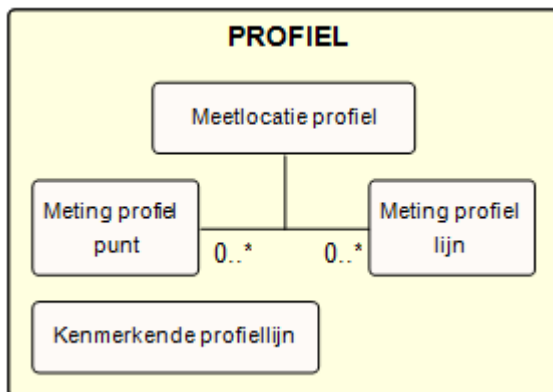 PROFIEL
Meetlocatie profiel
Meting profiel
punt
Meting profiel
lijn
0..*
0..*
Kenmerkende profiellijn